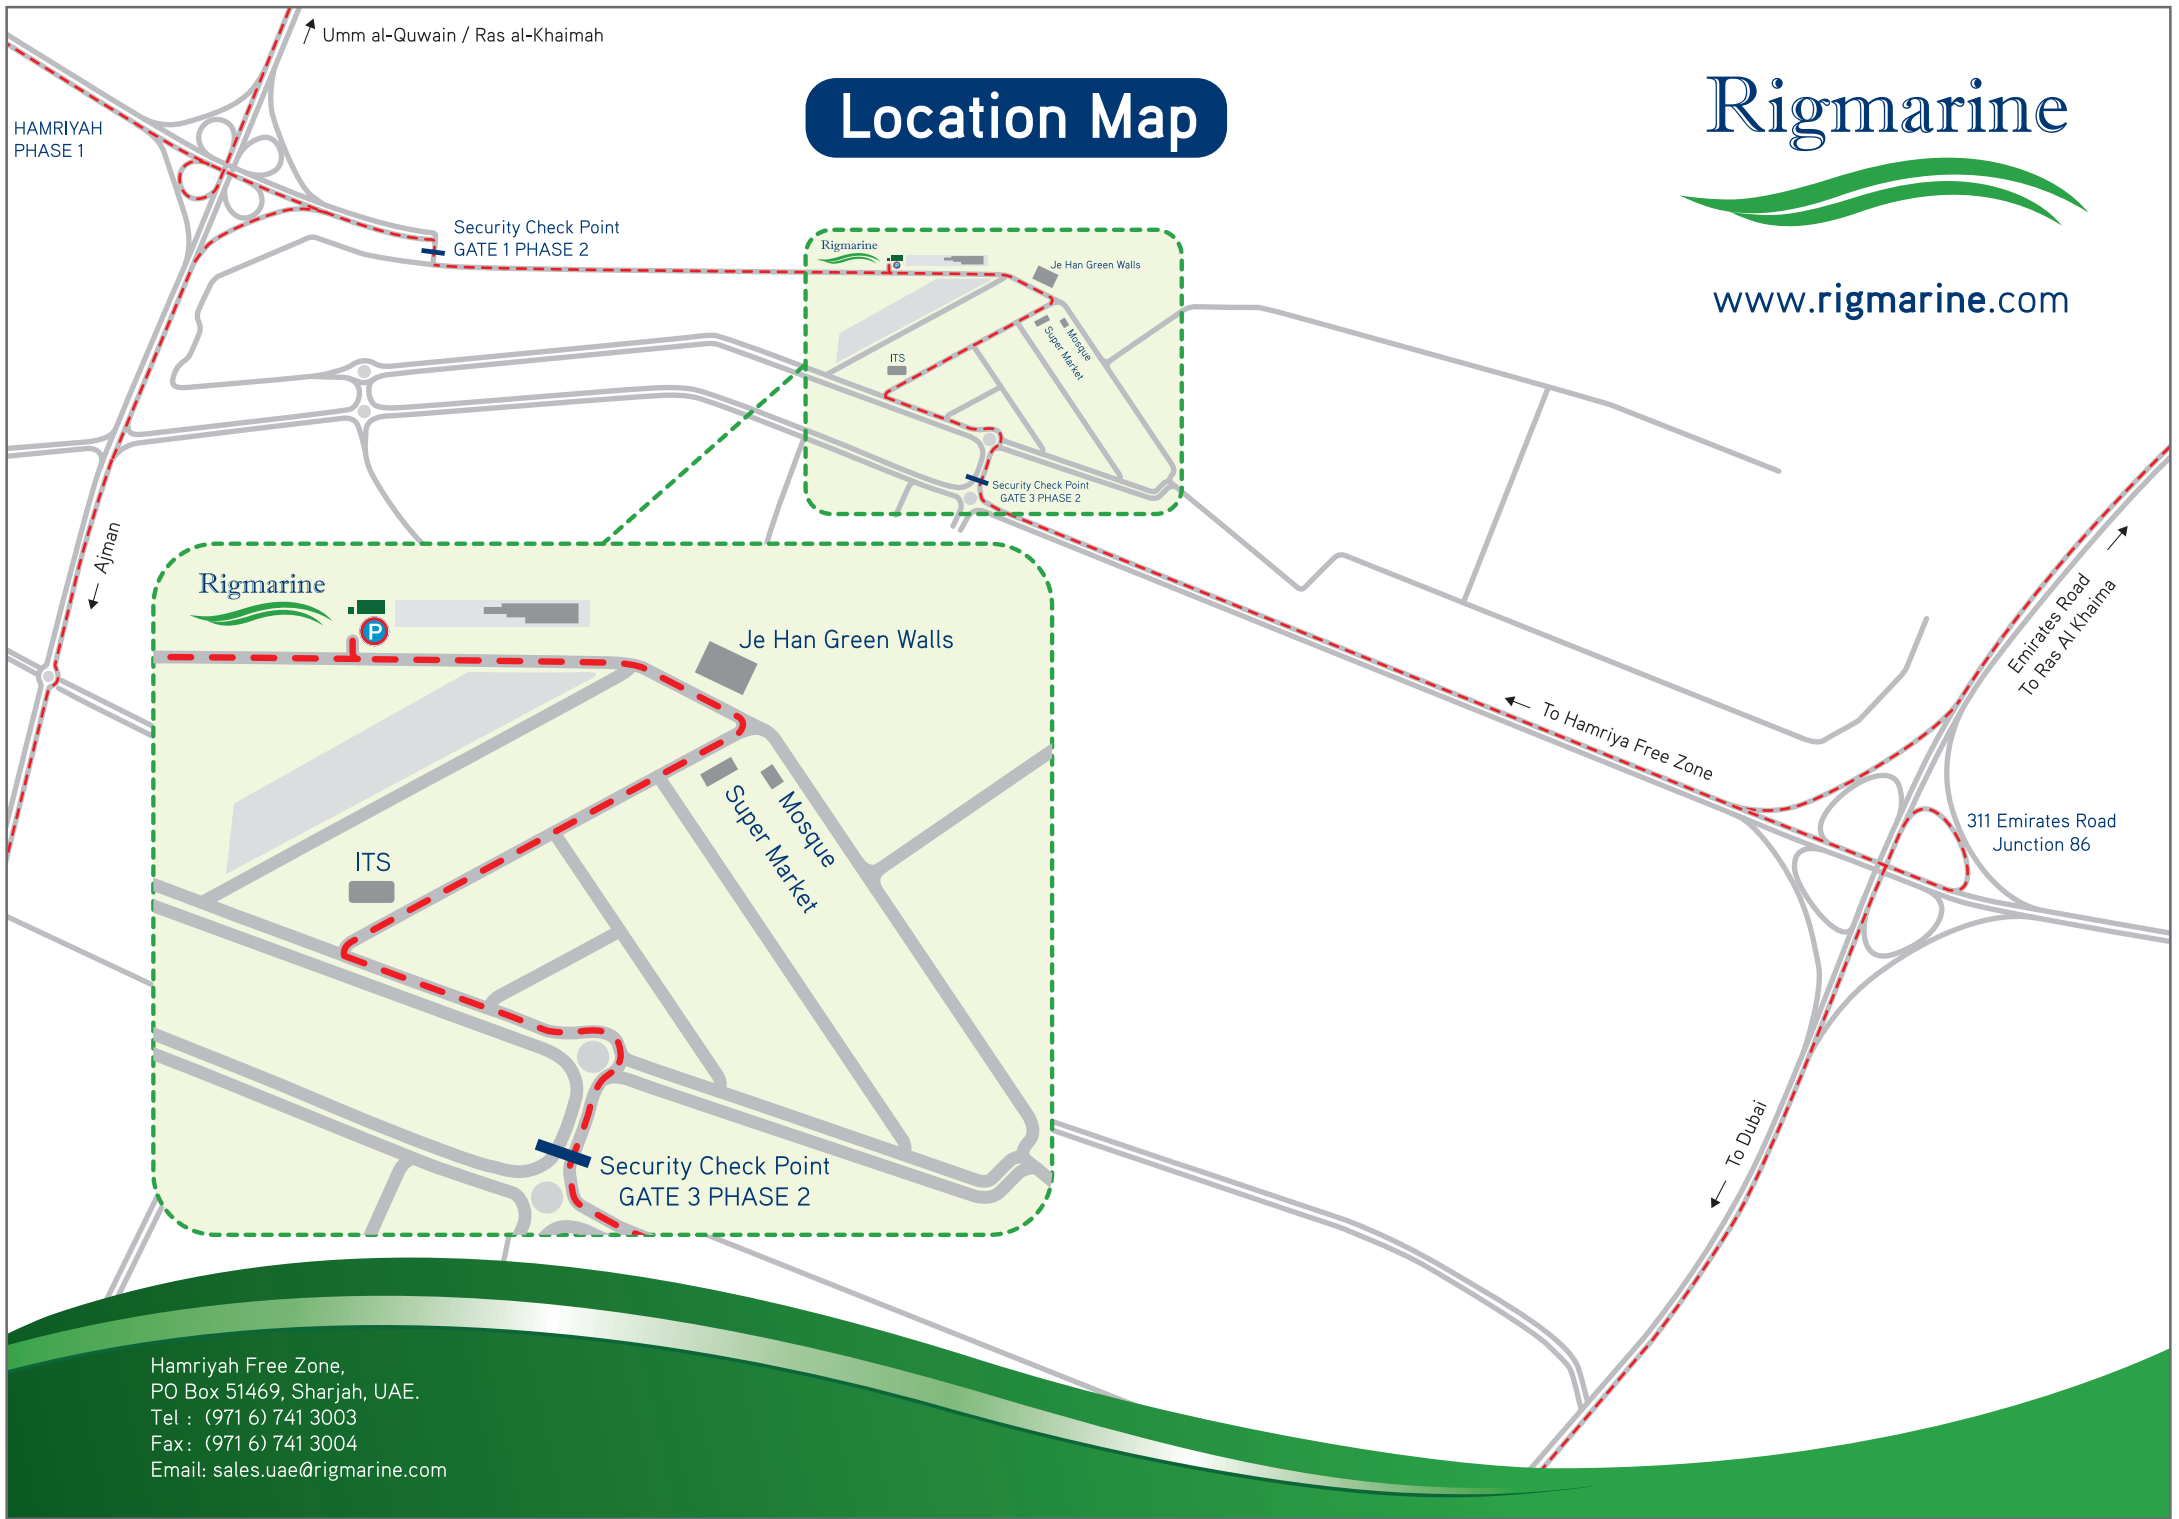 Umm al-Quwain / Ras al-Khaimah
Location Map
Rigmarine
www.rigmarine.com
HAMRIYAH
PHASE 1
Security Check Point
GATE 1 PHASE 2
Rigmarine
P
Je Han Green Walls
Mosque
Super Market
ITS
Security Check Point
GATE 3 PHASE 2
Ajman
Rigmarine
P
Je Han Green Walls
Mosque
Super Market
ITS
Security Check Point
GATE 3 PHASE 2
Emirates Road
To Ras Al Khaima
To Hamriya Free Zone
311 Emirates Road
Junction 86
To Dubai
Hamriyah Free Zone,
PO Box 51469, Sharjah, UAE.
Tel : (971 6) 741 3003
Fax : (971 6) 741 3004
Email: sales.uae@rigmarine.com